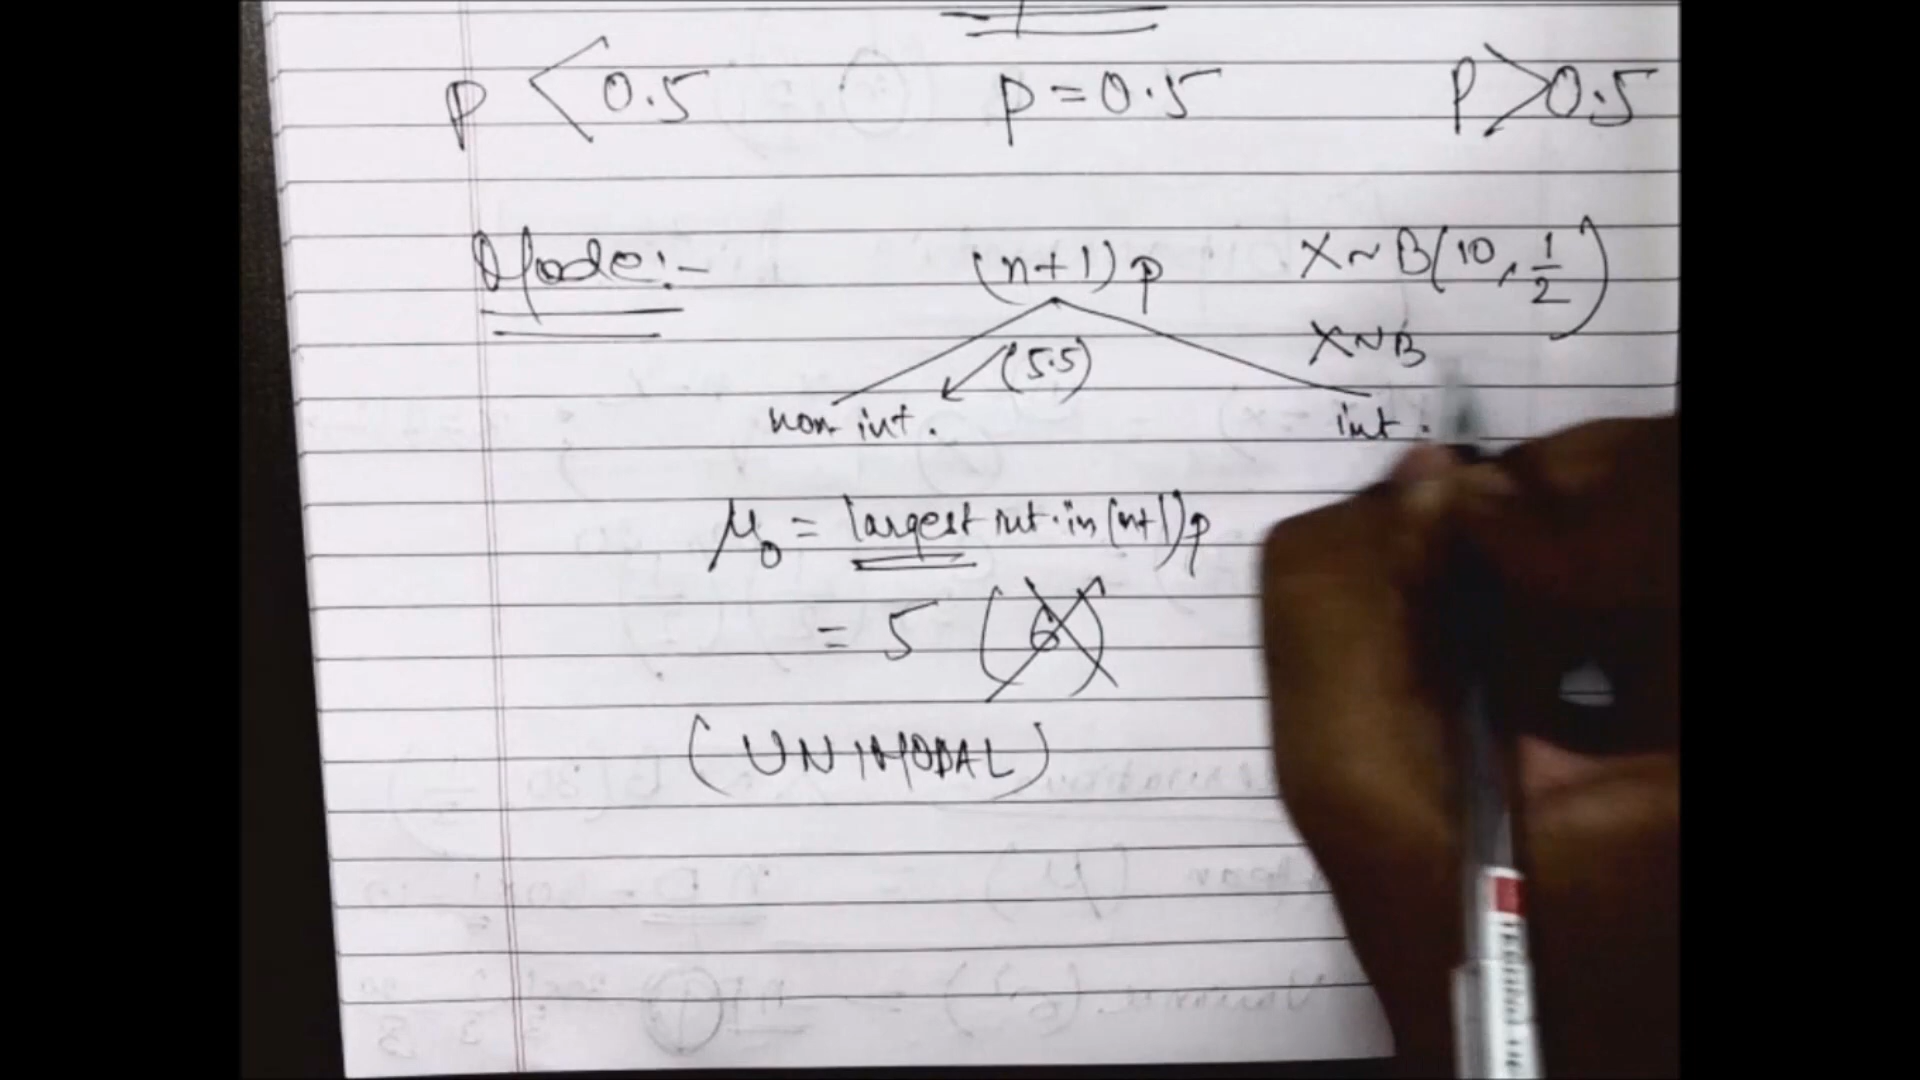 p < 0.5 p = 0.5 p > 0.5
Mode:- (n+1)p X~B(10, 1/2)
(5.5) X~B
non int. int.
μ₀ = largest int. in (n+1)p
= 5 (6)
(UNIMODAL)